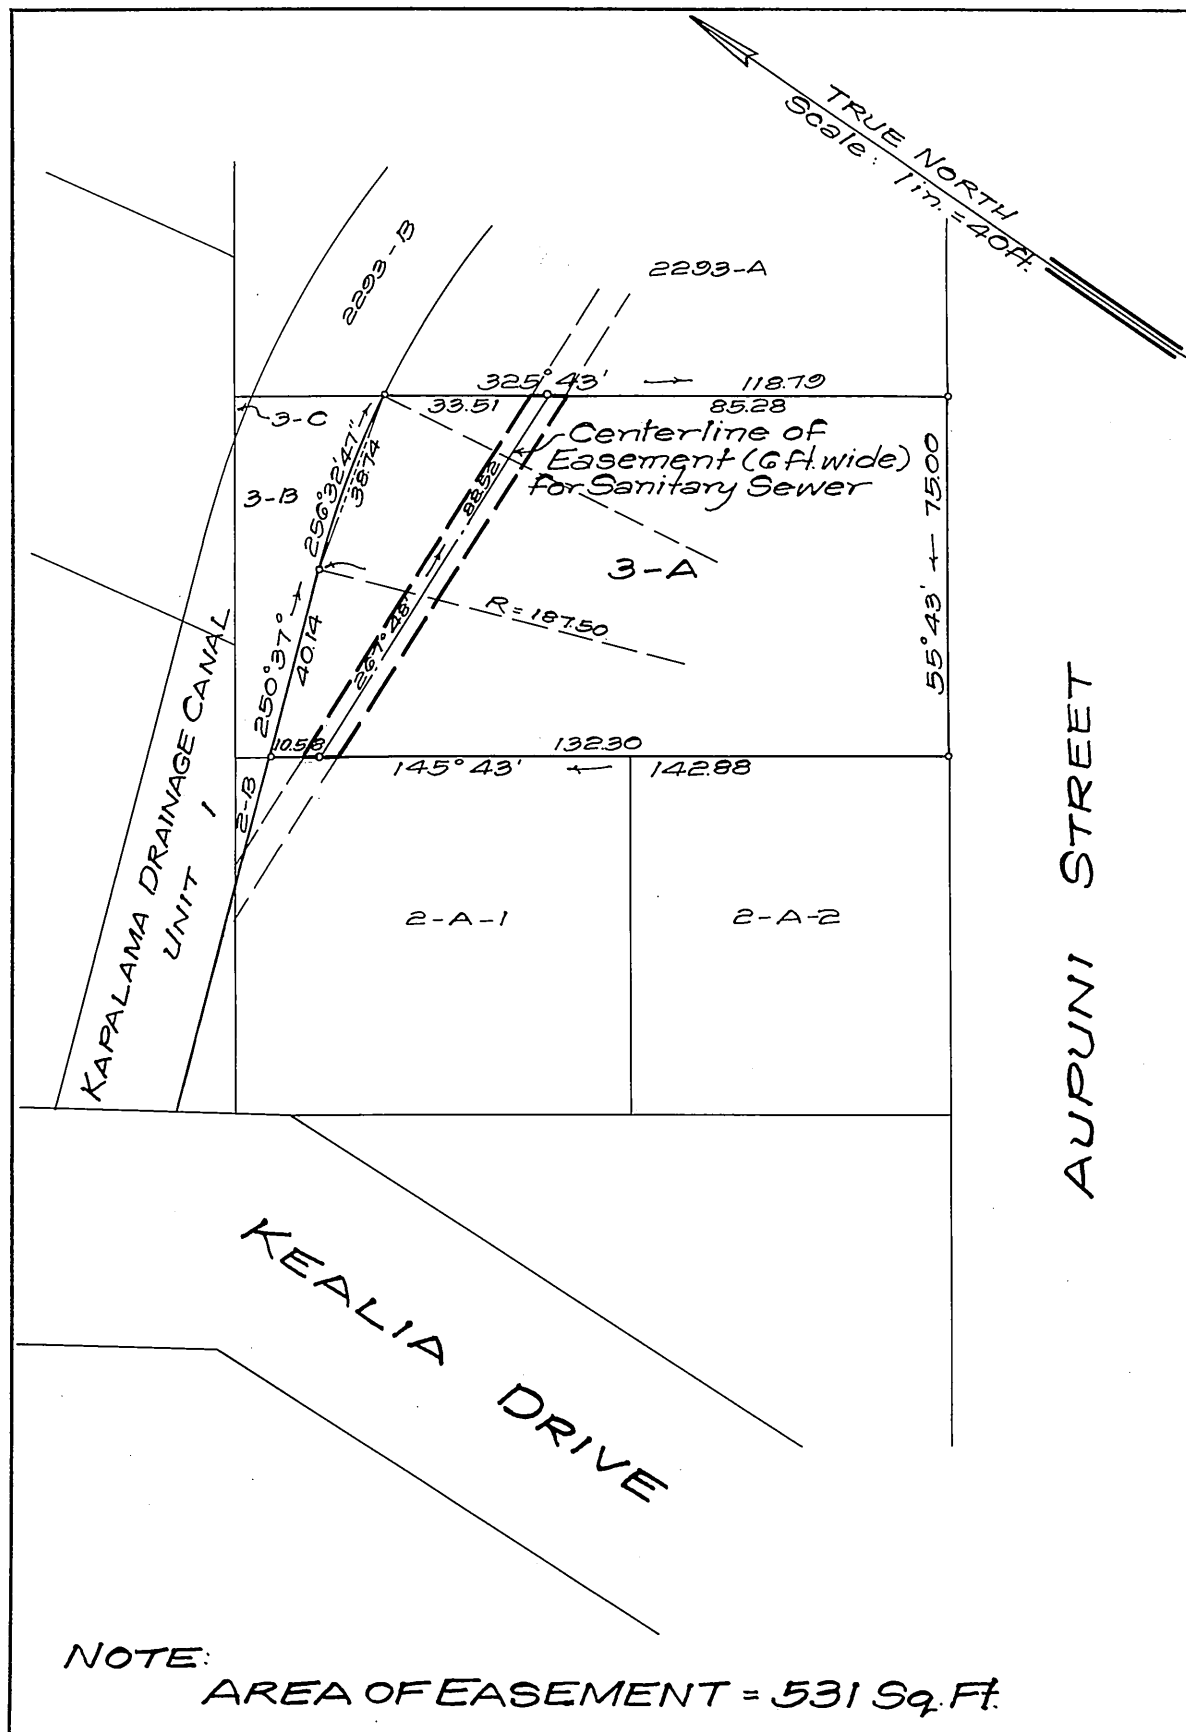 TRUE NORTH
Scale: 1 in. = 40 ft.
2293-B
2293-A
325° 43' → 118.79
33.51
85.28
3-C
Centerline of
Easement (6 ft. wide)
for Sanitary Sewer
3-B
256° 32' 47" →
38.74
88.52
267° 48' →
3-A
R = 187.50
55° 43' ← 75.00
250° 37' →
40.14
10.58
132.30
145° 43' ← 142.88
2-B
KAPALAMA DRAINAGE CANAL
UNIT 1
2-A-1
2-A-2
AUPUNI STREET
KEALIA DRIVE
NOTE:
AREA OF EASEMENT = 531 Sq. Ft.